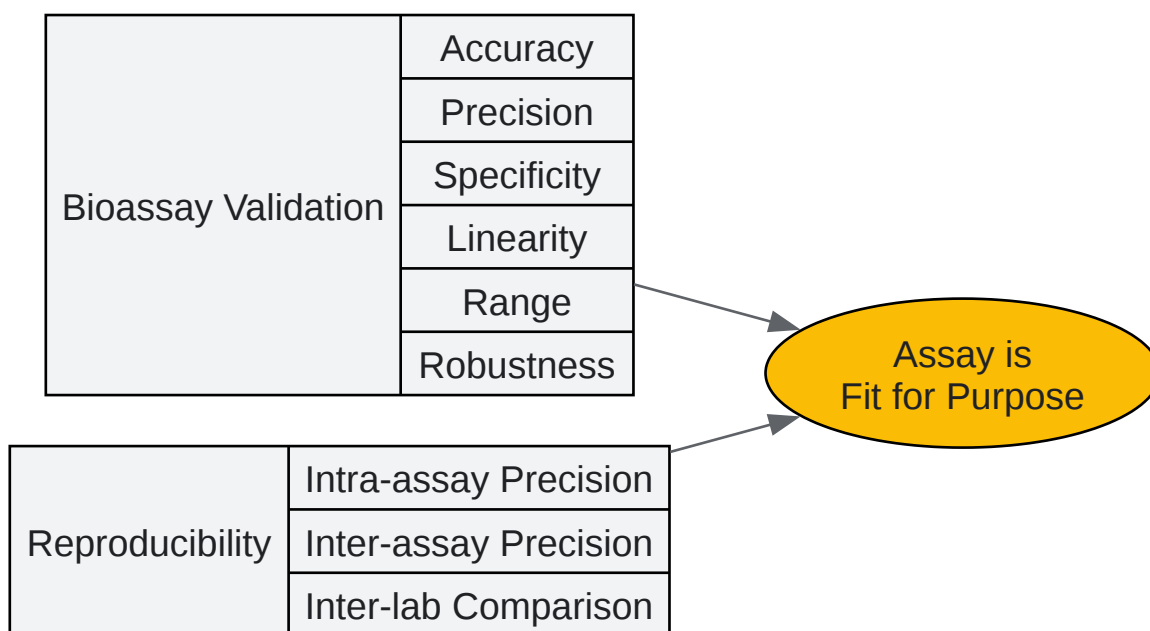 Bioassay Validation
Accuracy
Precision
Specificity
Linearity
Range
Robustness
Reproducibility
Intra-assay Precision
Inter-assay Precision
Inter-lab Comparison
Assay is
Fit for Purpose